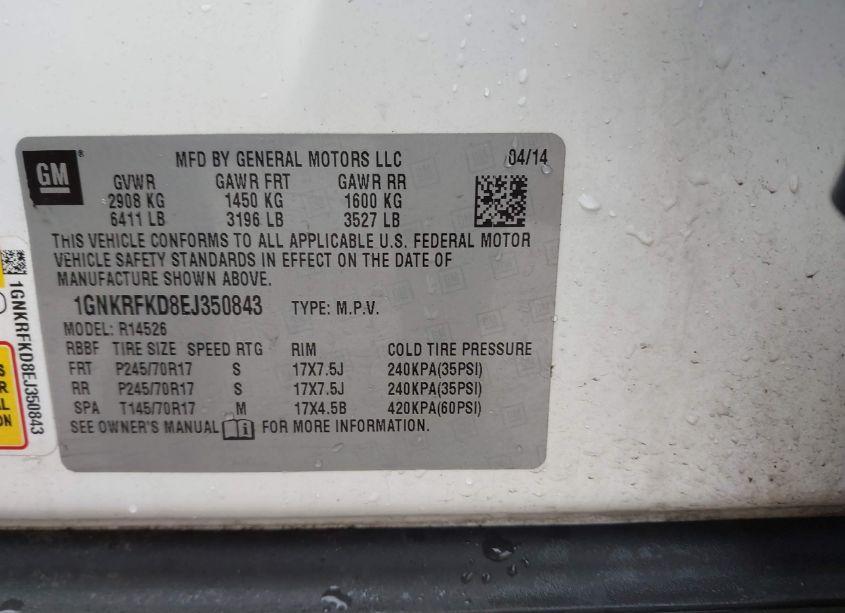 GM
MFD BY GENERAL MOTORS LLC 04/14
GVWR GAWR FRT GAWR RR
2908 KG 1450 KG 1600 KG
6411 LB 3196 LB 3527 LB
THIS VEHICLE CONFORMS TO ALL APPLICABLE U.S. FEDERAL MOTOR
VEHICLE SAFETY STANDARDS IN EFFECT ON THE DATE OF
MANUFACTURE SHOWN ABOVE.
1GNKRFKD8EJ350843 TYPE: M.P.V.
MODEL: R14526
RBBF TIRE SIZE SPEED RTG RIM COLD TIRE PRESSURE
FRT P245/70R17 S 17X7.5J 240KPA(35PSI)
RR P245/70R17 S 17X7.5J 240KPA(35PSI)
SPA T145/70R17 M 17X4.5B 420KPA(60PSI)
SEE OWNER'S MANUAL FOR MORE INFORMATION.
1GNKRFKD8EJ350843